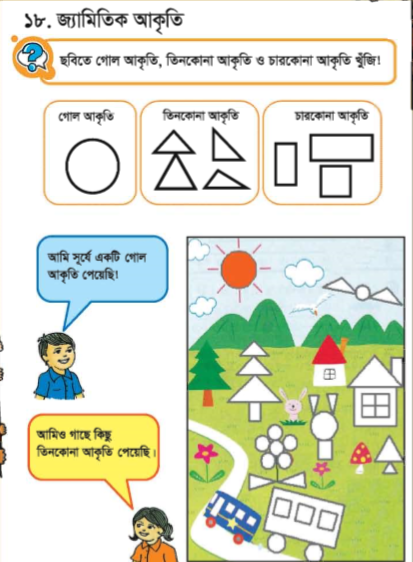 ১৮. জ্যামিতিক আকৃতি
ছবিতে গোল আকৃতি, তিনকোনা আকৃতি ও চারকোনা আকৃতি খুঁজি!
গোল আকৃতি
তিনকোনা আকৃতি
চারকোনা আকৃতি
আমি সূর্যে একটি গোল
আকৃতি পেয়েছি!
আমিও গাছে কিছু
তিনকোনা আকৃতি পেয়েছি।